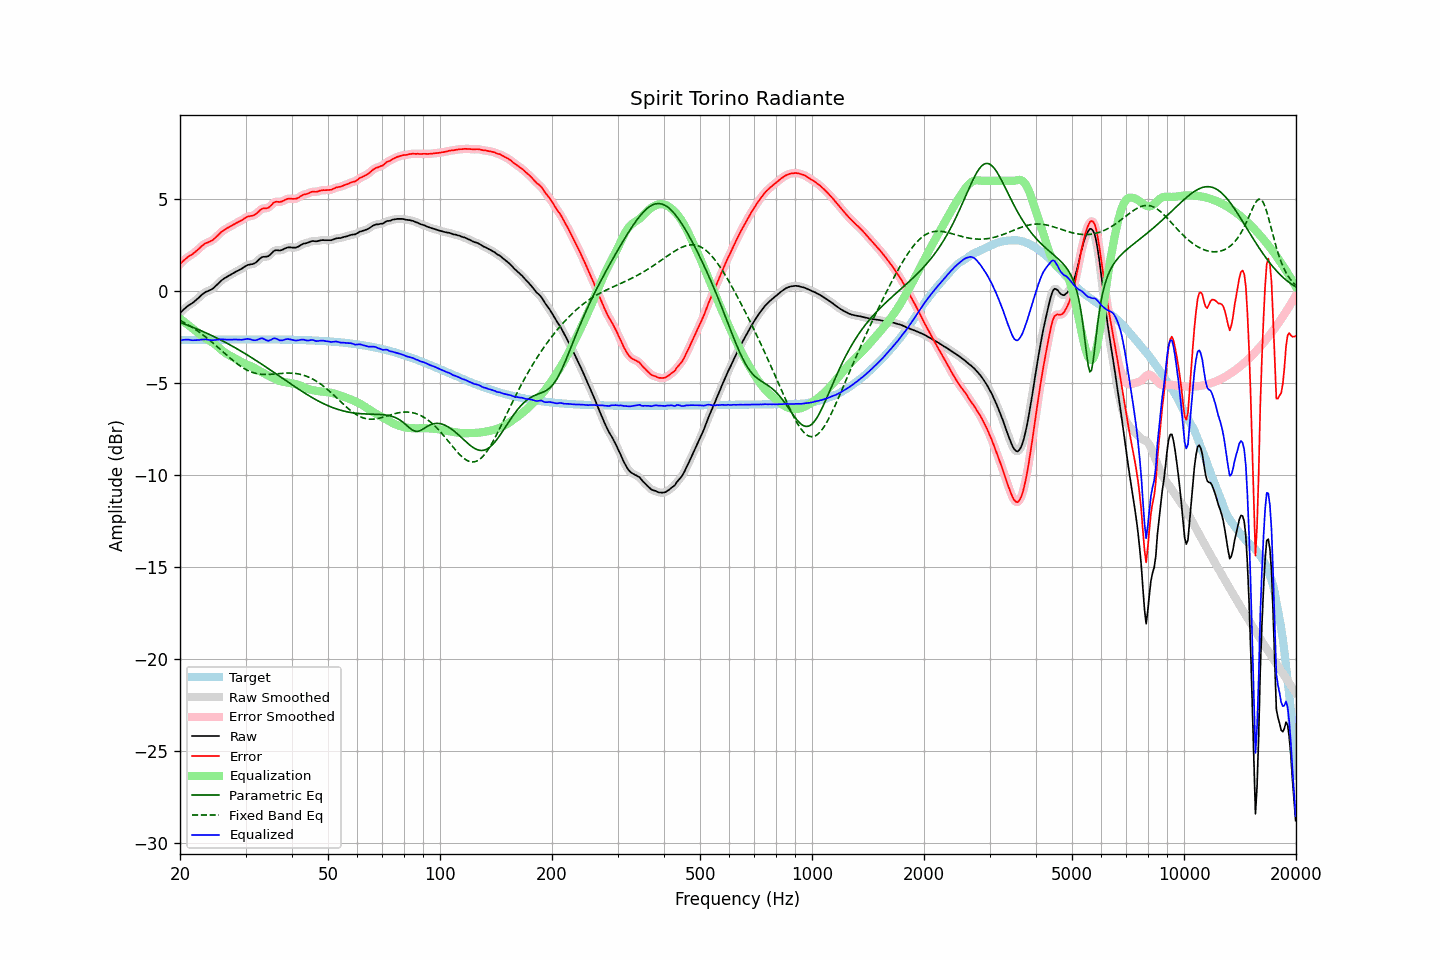 Spirit Torino Radiante
Amplitude (dBr)
5
0
−5
−10
−15
−20
−25
−30
Target
Raw Smoothed
Error Smoothed
Raw
Error
Equalization
Parametric Eq
Fixed Band Eq
Equalized
20 50 100 200 500 1000 2000 5000 10000 20000
Frequency (Hz)